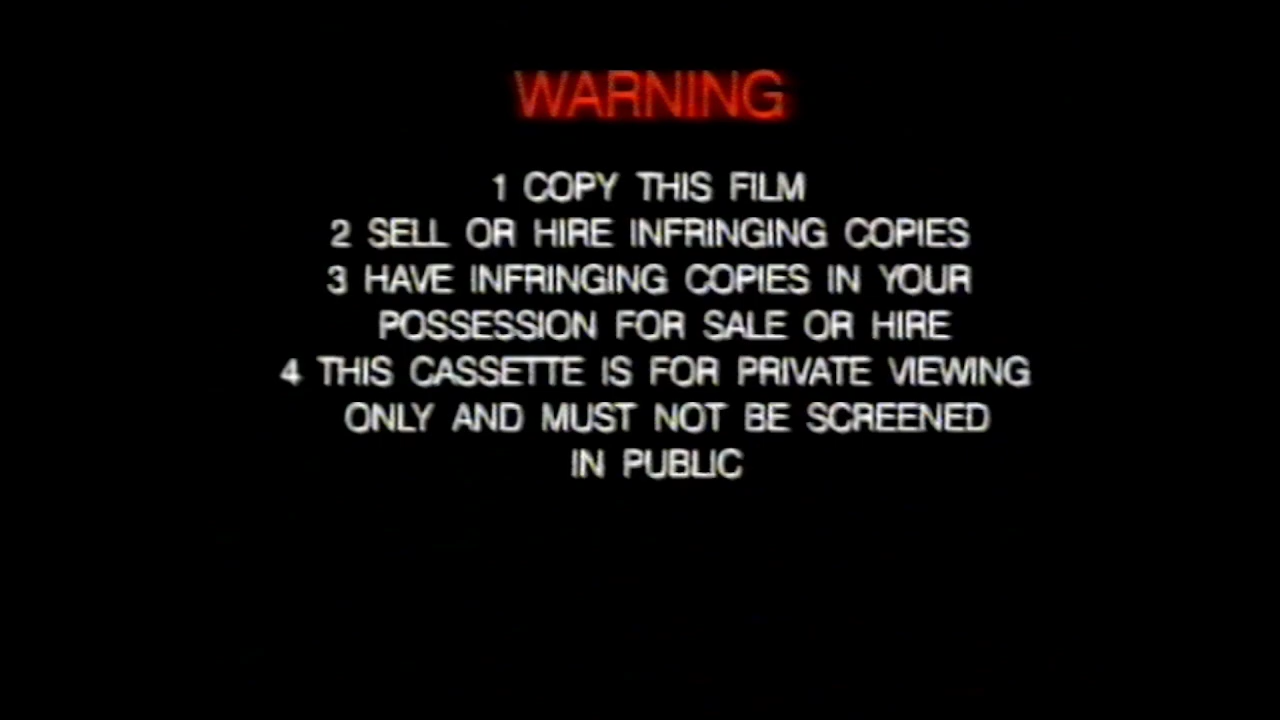 WARNING
1 COPY THIS FILM
2 SELL OR HIRE INFRINGING COPIES
3 HAVE INFRINGING COPIES IN YOUR
POSSESSION FOR SALE OR HIRE
4 THIS CASSETTE IS FOR PRIVATE VIEWING
ONLY AND MUST NOT BE SCREENED
IN PUBLIC